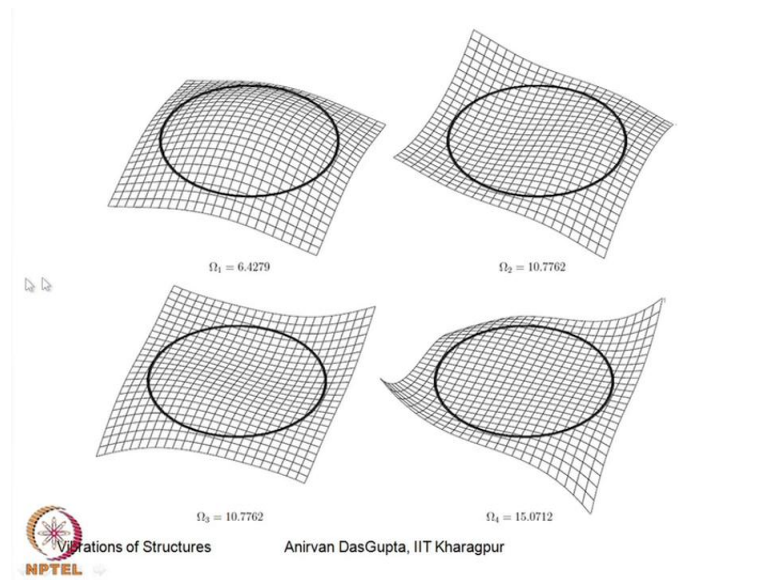 Ω₁ = 6.4279
Ω₂ = 10.7762
Ω₃ = 10.7762
Ω₄ = 15.0712
Vibrations of Structures
Anirvan DasGupta, IIT Kharagpur
NPTEL